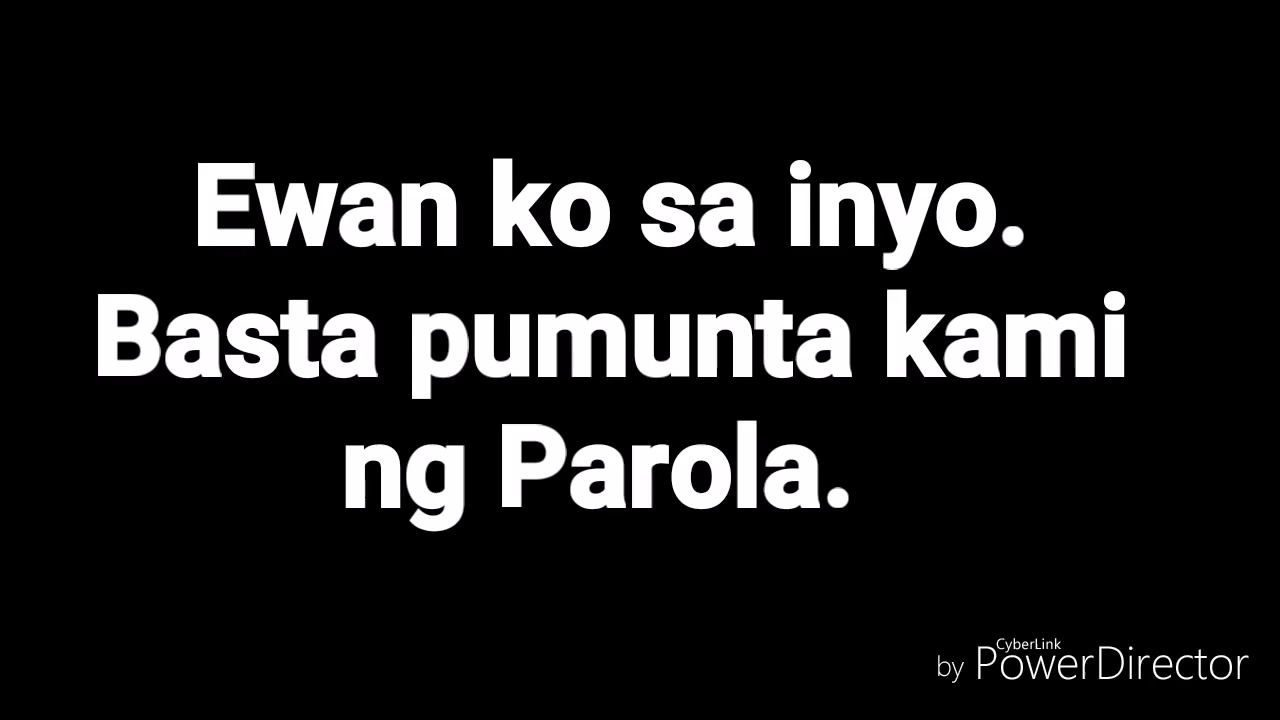 Ewan ko sa inyo.
Basta pumunta kami
ng Parola.
CyberLink
by PowerDirector